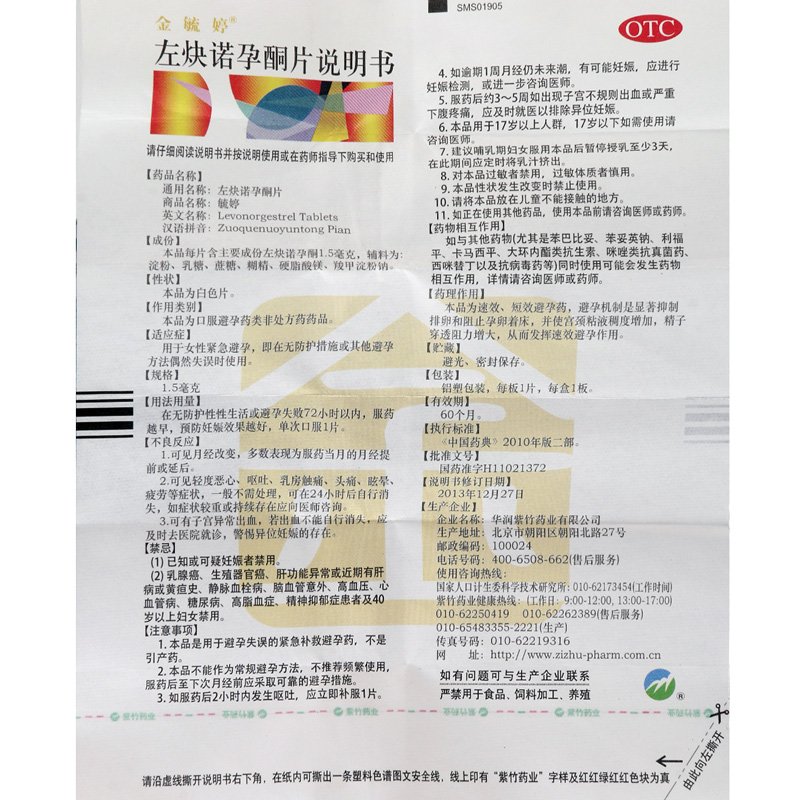 SMS01905
OTC
金毓婷®
左炔诺孕酮片说明书
请仔细阅读说明书并按说明使用或在药师指导下购买和使用
【药品名称】
通用名称：左炔诺孕酮片
商品名称：毓婷
英文名称：Levonorgestrel Tablets
汉语拼音：Zuoquenuoyuntong Pian
【成份】
本品每片含主要成份左炔诺孕酮1.5毫克，辅料为：
淀粉、乳糖、蔗糖、糊精、硬脂酸镁、羧甲淀粉钠。
【性状】
本品为白色片。
【作用类别】
本品为口服避孕药类非处方药药品。
【适应症】
用于女性紧急避孕，即在无防护措施或其他避孕
方法偶然失误时使用。
【规格】
1.5毫克
【用法用量】
在无防护性性生活或避孕失败72小时以内，服药
越早，预防妊娠效果越好，单次口服1片。
【不良反应】
1.可见月经改变，多数表现为服药当月的月经提
前或延后。
2.可见轻度恶心、呕吐、乳房触痛、头痛、眩晕、
疲劳等症状，一般不需处理，可在24小时后自行消
失，如症状较重或持续存在应向医师咨询。
3.可有子宫异常出血，若出血不能自行消失，应
及时去医院就诊，警惕异位妊娠的存在。
【禁忌】
(1) 已知或可疑妊娠者禁用。
(2) 乳腺癌、生殖器官癌、肝功能异常或近期有肝
病或黄疸史、静脉血栓病、脑血管意外、高血压、心
血管病、糖尿病、高脂血症、精神抑郁症患者及40
岁以上妇女禁用。
【注意事项】
1.本品是用于避孕失误的紧急补救避孕药，不是
引产药。
2.本品不能作为常规避孕方法，不推荐频繁使用，
服药后至下次月经前应采取可靠的避孕措施。
3.如服药后2小时内发生呕吐，应立即补服1片。
4.如逾期1周月经仍未来潮，有可能妊娠，应进行
妊娠检测，或进一步咨询医师。
5.服药后约3～5周如出现子宫不规则出血或严重
下腹疼痛，应及时就医以排除异位妊娠。
6.本品用于17岁以上人群，17岁以下如需使用请
咨询医师。
7.建议哺乳期妇女服用本品后暂停授乳至少3天，
在此期间应定时将乳汁挤出。
8.对本品过敏者禁用，过敏体质者慎用。
9.本品性状发生改变时禁止使用。
10.请将本品放在儿童不能接触的地方。
11.如正在使用其他药品，使用本品前请咨询医师或药师。
【药物相互作用】
如与其他药物(尤其是苯巴比妥、苯妥英钠、利福
平、卡马西平、大环内酯类抗生素、咪唑类抗真菌药、
西咪替丁以及抗病毒药等)同时使用可能会发生药物
相互作用，详情请咨询医师或药师。
【药理作用】
本品为速效、短效避孕药，避孕机制是显著抑制
排卵和阻止孕卵着床，并使宫颈粘液稠度增加，精子
穿透阻力增大，从而发挥速效避孕作用。
【贮藏】
避光、密封保存。
【包装】
铝塑包装，每板1片，每盒1板。
【有效期】
60个月。
【执行标准】
《中国药典》2010年版二部。
【批准文号】
国药准字H11021372
【说明书修订日期】
2013年12月27日
【生产企业】
企业名称：华润紫竹药业有限公司
生产地址：北京市朝阳区朝阳北路27号
邮政编码：100024
电话号码：400-6508-662(售后服务)
使用咨询热线：
国家人口计生委科学技术研究所：010-62173454(工作时间)
紫竹药业健康热线：(工作日：9:00-12:00, 13:00-17:00)
010-62250419 010-62262389(售后服务)
010-65483355-2221(生产)
传真号码：010-62219316
网 址：http://www.zizhu-pharm.com.cn
如有问题可与生产企业联系
严禁用于食品、饲料加工、养殖
®
紫竹药业 紫竹药业 紫竹药业 紫竹药业 紫竹药业
由此向左撕开
请沿虚线撕开说明书右下角，在纸内可撕出一条塑料色谱图文安全线，线上印有“紫竹药业”字样及红红绿红红色块为真